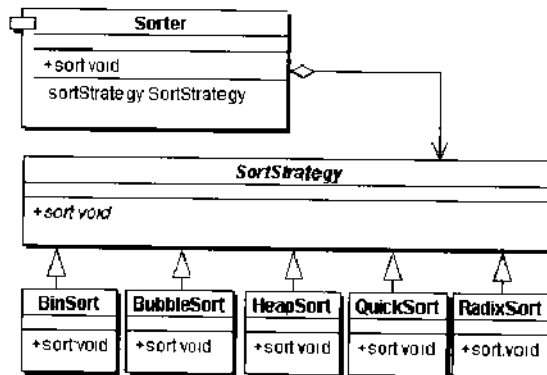 Sorter
+sort void
sortStrategy SortStrategy
SortStrategy
+sort void
BinSort
BubbleSort
HeapSort
QuickSort
RadixSort
+sort:void
+sort void
+sort void
+sort void
+sort.void